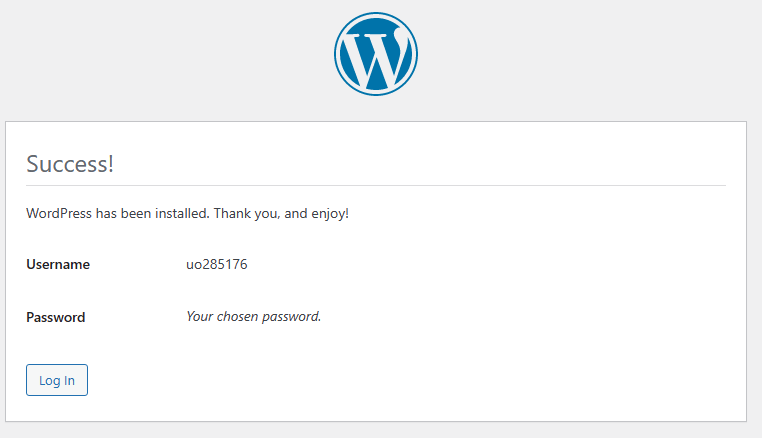 Success!
WordPress has been installed. Thank you, and enjoy!
Username uo285176
Password Your chosen password.
Log In